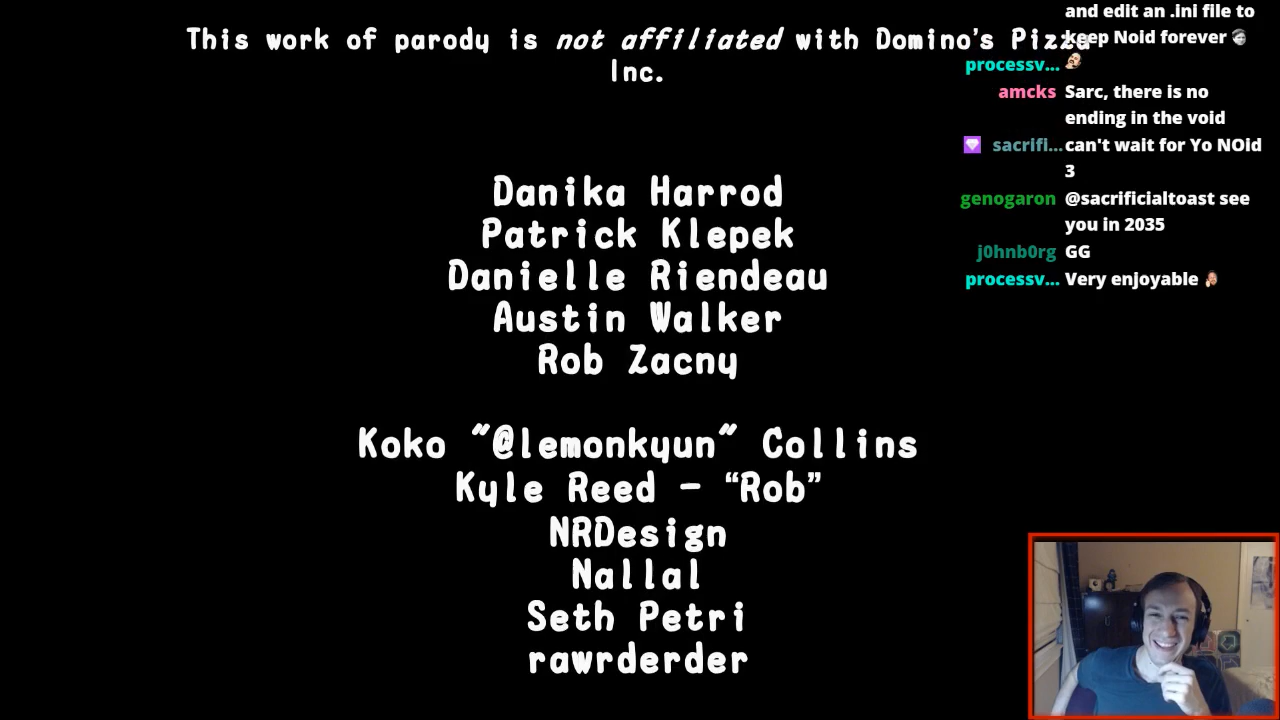 This work of parody is not affiliated with Domino's Pizza
Inc.
Danika Harrod
Patrick Klepek
Danielle Riendeau
Austin Walker
Rob Zacny
Koko "@lemonkyun" Collins
Kyle Reed - “Rob”
NRDesign
Nallal
Seth Petri
rawrderder
and edit an .ini file to
keep Noid forever
processv...
amcks Sarc, there is no
ending in the void
sacrifi... can't wait for Yo NOid
3
genogaron @sacrificialtoast see
you in 2035
j0hnb0rg GG
processv... Very enjoyable